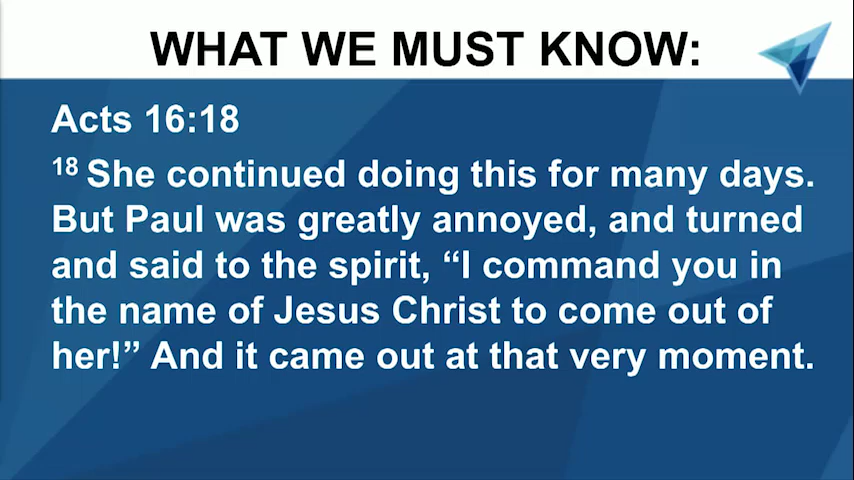 WHAT WE MUST KNOW:
Acts 16:18
18 She continued doing this for many days.
But Paul was greatly annoyed, and turned
and said to the spirit, “I command you in
the name of Jesus Christ to come out of
her!” And it came out at that very moment.